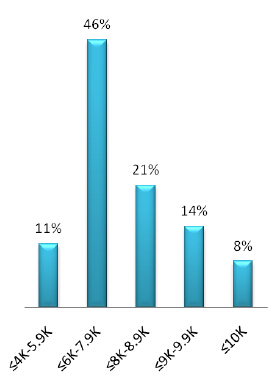 46%
21%
14%
11%
8%
≤4K-5.9K
≤6K-7.9K
≤8K-8.9K
≤9K-9.9K
≤10K